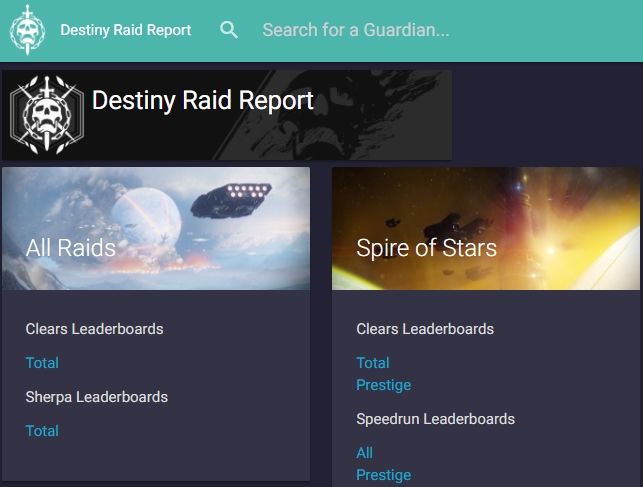 Destiny Raid Report
Search for a Guardian...
Destiny Raid Report
All Raids
Clears Leaderboards
Total
Sherpa Leaderboards
Total
Spire of Stars
Clears Leaderboards
Total
Prestige
Speedrun Leaderboards
All
Prestige